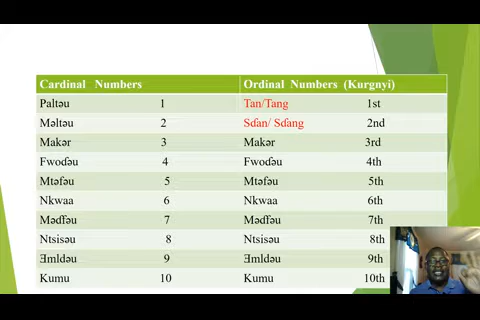 Cardinal Numbers Ordinal Numbers (Kurgnyi)
Paltəu 1 Tan/Tang 1st
Məltəu 2 Sɗan/ Sɗang 2nd
Makər 3 Makər 3rd
Fwoɗəu 4 Fwoɗəu 4th
Mtəfəu 5 Mtəfəu 5th
Nkwaa 6 Nkwaa 6th
Məɗfəu 7 Məɗfəu 7th
Ntsisəu 8 Ntsisəu 8th
Ǝmldəu 9 Ǝmldəu 9th
Kumu 10 Kumu 10th